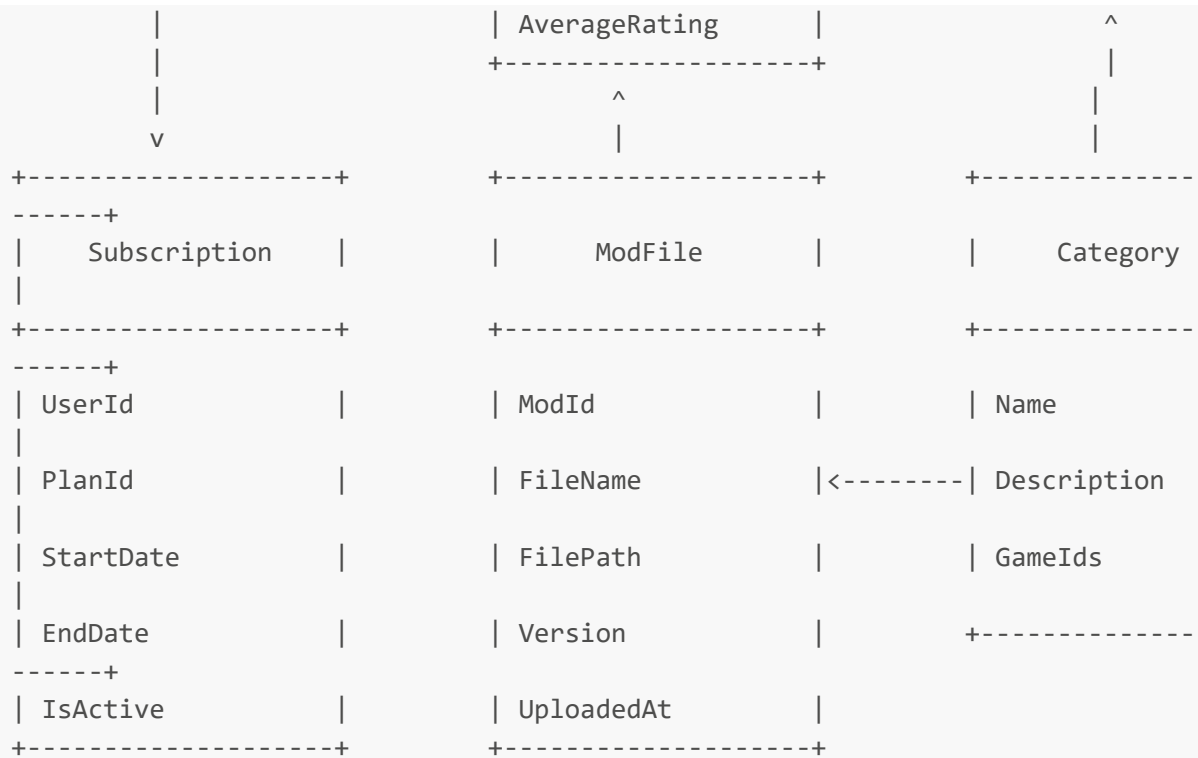 |                     | AverageRating      |                  ^
         |                     +--------------------+                  |
         |                             ^                              |
         v                             |                              |
+--------------------+         +--------------------+         +--------------
------+
|    Subscription    |         |      ModFile       |         |     Category
|
+--------------------+         +--------------------+         +--------------
------+
| UserId             |         | ModId              |         | Name
|
| PlanId             |         | FileName           |<--------| Description
|
| StartDate          |         | FilePath           |         | GameIds
|
| EndDate            |         | Version            |         +--------------
------+
| IsActive           |         | UploadedAt         |
+--------------------+         +--------------------+